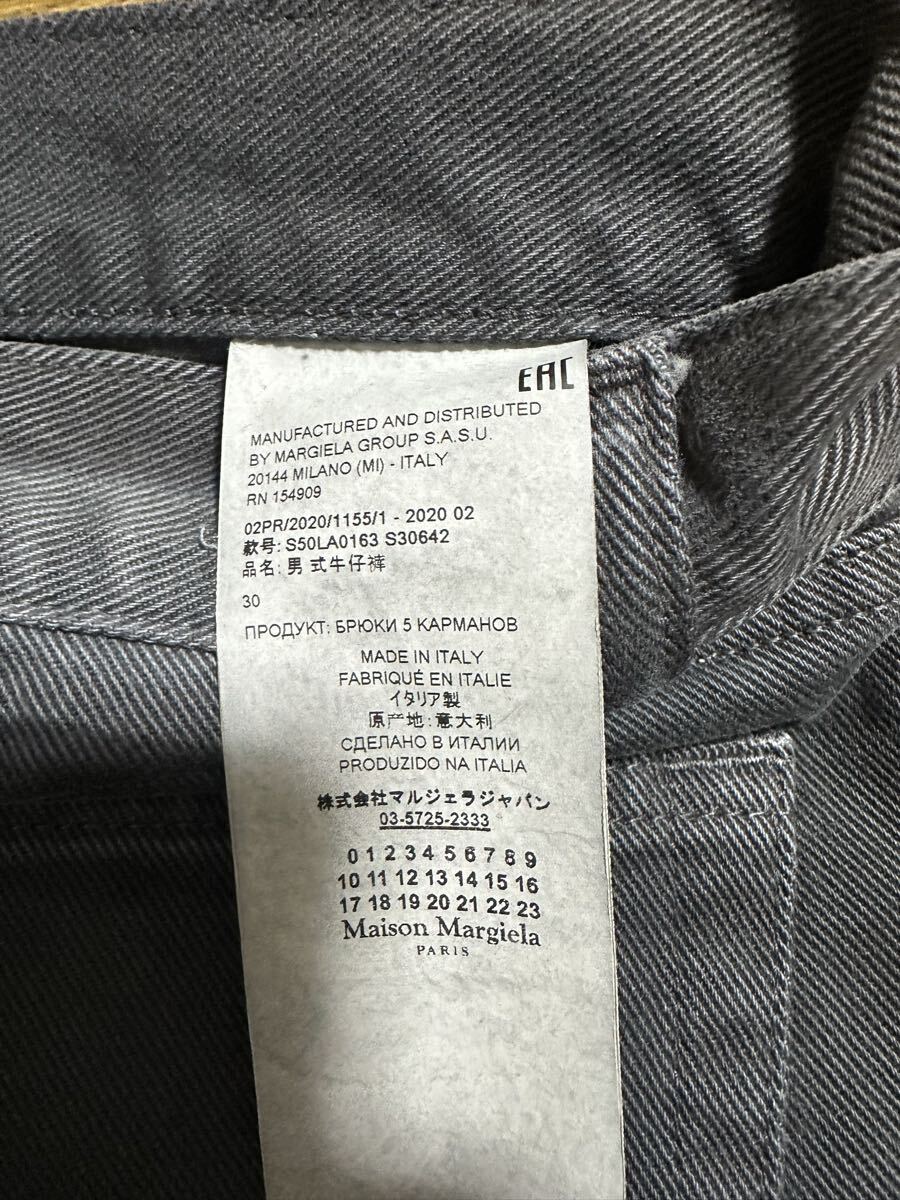 EAC
MANUFACTURED AND DISTRIBUTED
BY MARGIELA GROUP S.A.S.U.
20144 MILANO (MI) - ITALY
RN 154909
02PR/2020/1155/1 - 2020 02
款号: S50LA0163 S30642
品名: 男 式牛仔裤
30
ПРОДУКТ: БРЮКИ 5 КАРМАНОВ
MADE IN ITALY
FABRIQUÉ EN ITALIE
イタリア製
原产地: 意大利
СДЕЛАНО В ИТАЛИИ
PRODUZIDO NA ITALIA
株式会社マルジェラジャパン
03-5725-2333
0 1 2 3 4 5 6 7 8 9
10 11 12 13 14 15 16
17 18 19 20 21 22 23
Maison Margiela
PARIS